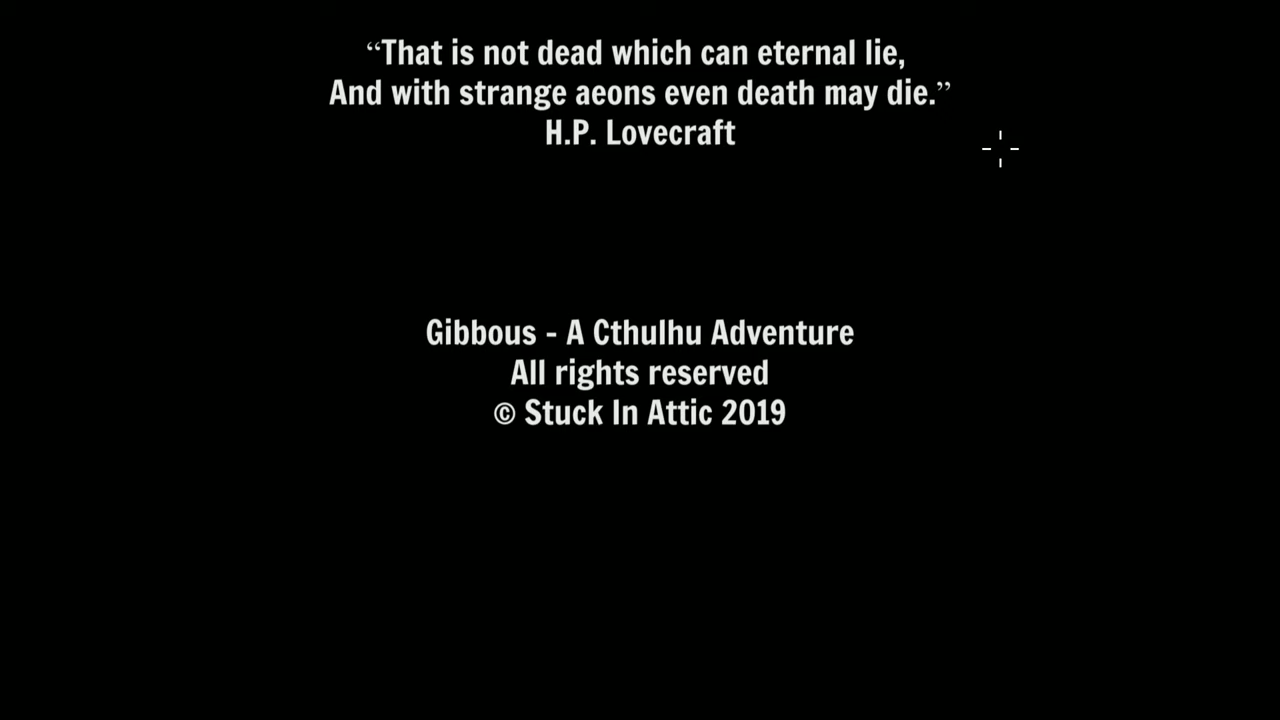 “That is not dead which can eternal lie,
And with strange aeons even death may die.”
H.P. Lovecraft
Gibbous - A Cthulhu Adventure
All rights reserved
© Stuck In Attic 2019